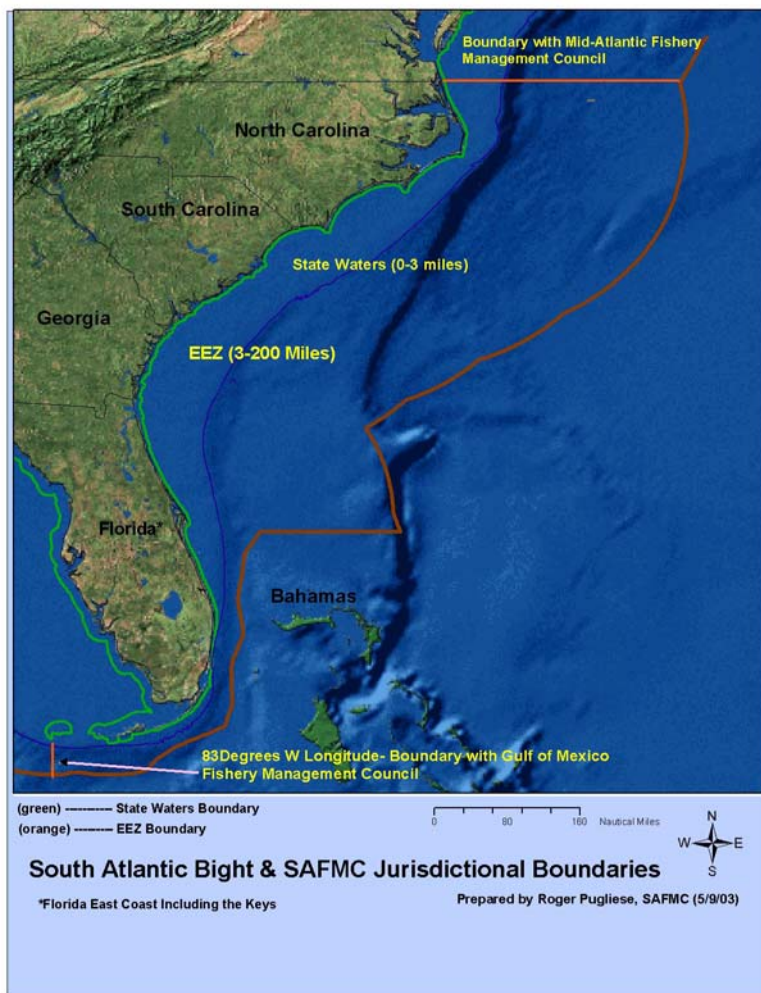 Boundary with Mid-Atlantic Fishery
Management Council
North Carolina
South Carolina
State Waters (0-3 miles)
Georgia
EEZ (3-200 Miles)
Florida*
Bahamas
83Degrees W Longitude- Boundary with Gulf of Mexico
Fishery Management Council
(green) ---------- State Waters Boundary
(orange) --------- EEZ Boundary
0 80 160 Nautical Miles
N
W E
S
South Atlantic Bight & SAFMC Jurisdictional Boundaries
*Florida East Coast Including the Keys
Prepared by Roger Pugliese, SAFMC (5/9/03)